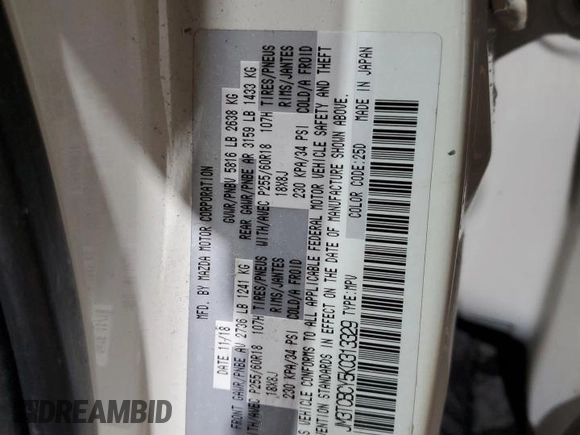 MFD. BY MAZDA MOTOR CORPORATION
DATE 11/18 GVWR/PNBV 5816 LB 2638 KG
FRONT GAWR/PNBE AV 2736 LB 1241 KG REAR GAWR/PNBE AR 3159 LB 1433 KG
WITH/AVEC P255/60R18 107H TIRES/PNEUS WITH/AVEC P255/60R18 107H TIRES/PNEUS
18X8J RIMS/JANTES 18X8J RIMS/JANTES
230 KPA/34 PSI COLD/A FROID 230 KPA/34 PSI COLD/A FROID
S VEHICLE CONFORMS TO ALL APPLICABLE FEDERAL MOTOR VEHICLE SAFETY AND THEFT
VENTION STANDARDS IN EFFECT ON THE DATE OF MANUFACTURE SHOWN ABOVE.
JM3TCBCY5K0313329 TYPE:MPV COLOR CODE:25D MADE IN JAPAN
DREAMBID